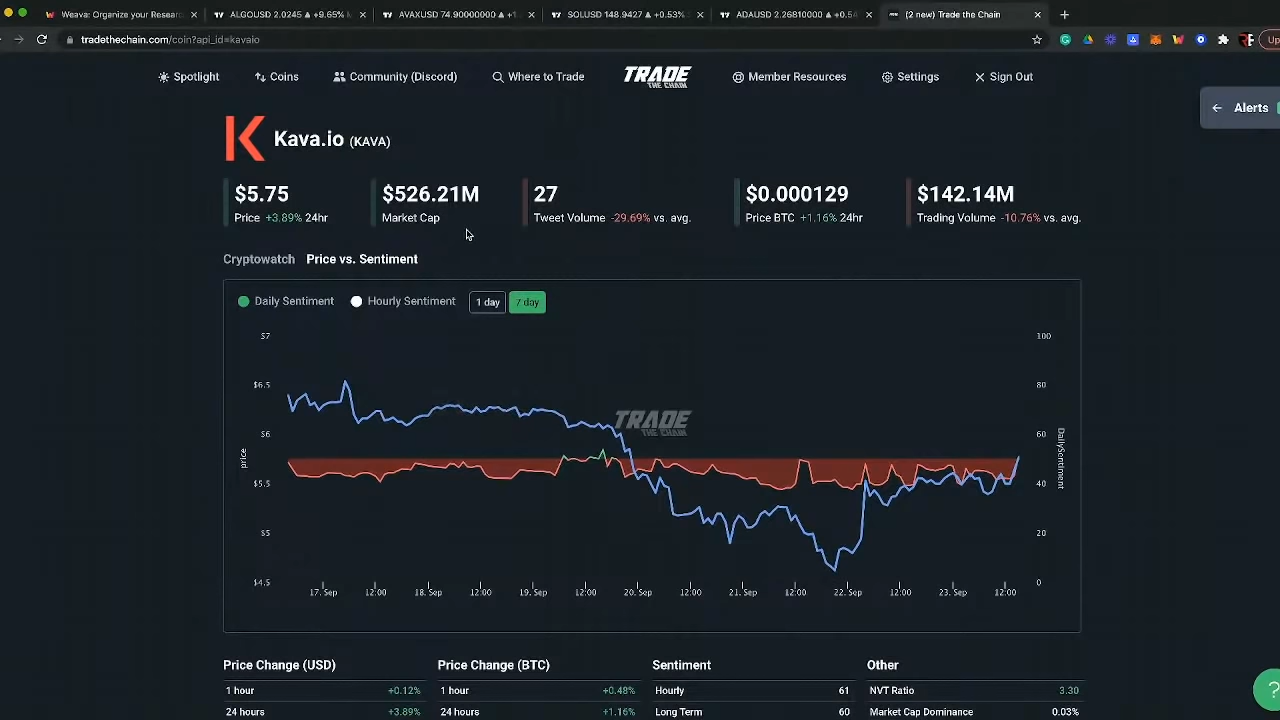 Weava: Organize your Resear
ALGOUSD 2.0245 ▲ +9.65%
AVAXUSD 74.90000000 ▲ +1
SOLUSD 148.9427 ▲ +0.53%
ADAUSD 2.26810000 ▲ +0.5
(2 new) Trade the Chain
tradethechain.com/coin?api_id=kavaio
Up
Spotlight
Coins
Community (Discord)
Where to Trade
TRADE
THE CHAIN
Member Resources
Settings
Sign Out
Alerts
Kava.io (KAVA)
$5.75
Price +3.89% 24hr
$526.21M
Market Cap
27
Tweet Volume -29.69% vs. avg.
$0.000129
Price BTC +1.16% 24hr
$142.14M
Trading Volume -10.76% vs. avg.
Cryptowatch Price vs. Sentiment
Daily Sentiment Hourly Sentiment 1 day 7 day
$7
$6.5
$6
$5.5
$5
$4.5
price
TRADE
THE CHAIN
100
80
60
40
20
0
DailySentiment
17. Sep 12:00 18. Sep 12:00 19. Sep 12:00 20. Sep 12:00 21. Sep 12:00 22. Sep 12:00 23. Sep 12:00
Price Change (USD)
1 hour +0.12%
24 hours +3.89%
Price Change (BTC)
1 hour +0.48%
24 hours +1.16%
Sentiment
Hourly 61
Long Term 60
Other
NVT Ratio 3.30
Market Cap Dominance 0.03%
?